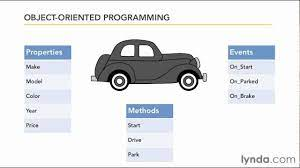 OBJECT-ORIENTED PROGRAMMING
Properties
Make
Model
Color
Year
Price
Methods
Start
Drive
Park
Events
On_Start
On_Parked
On_Brake
lynda.com